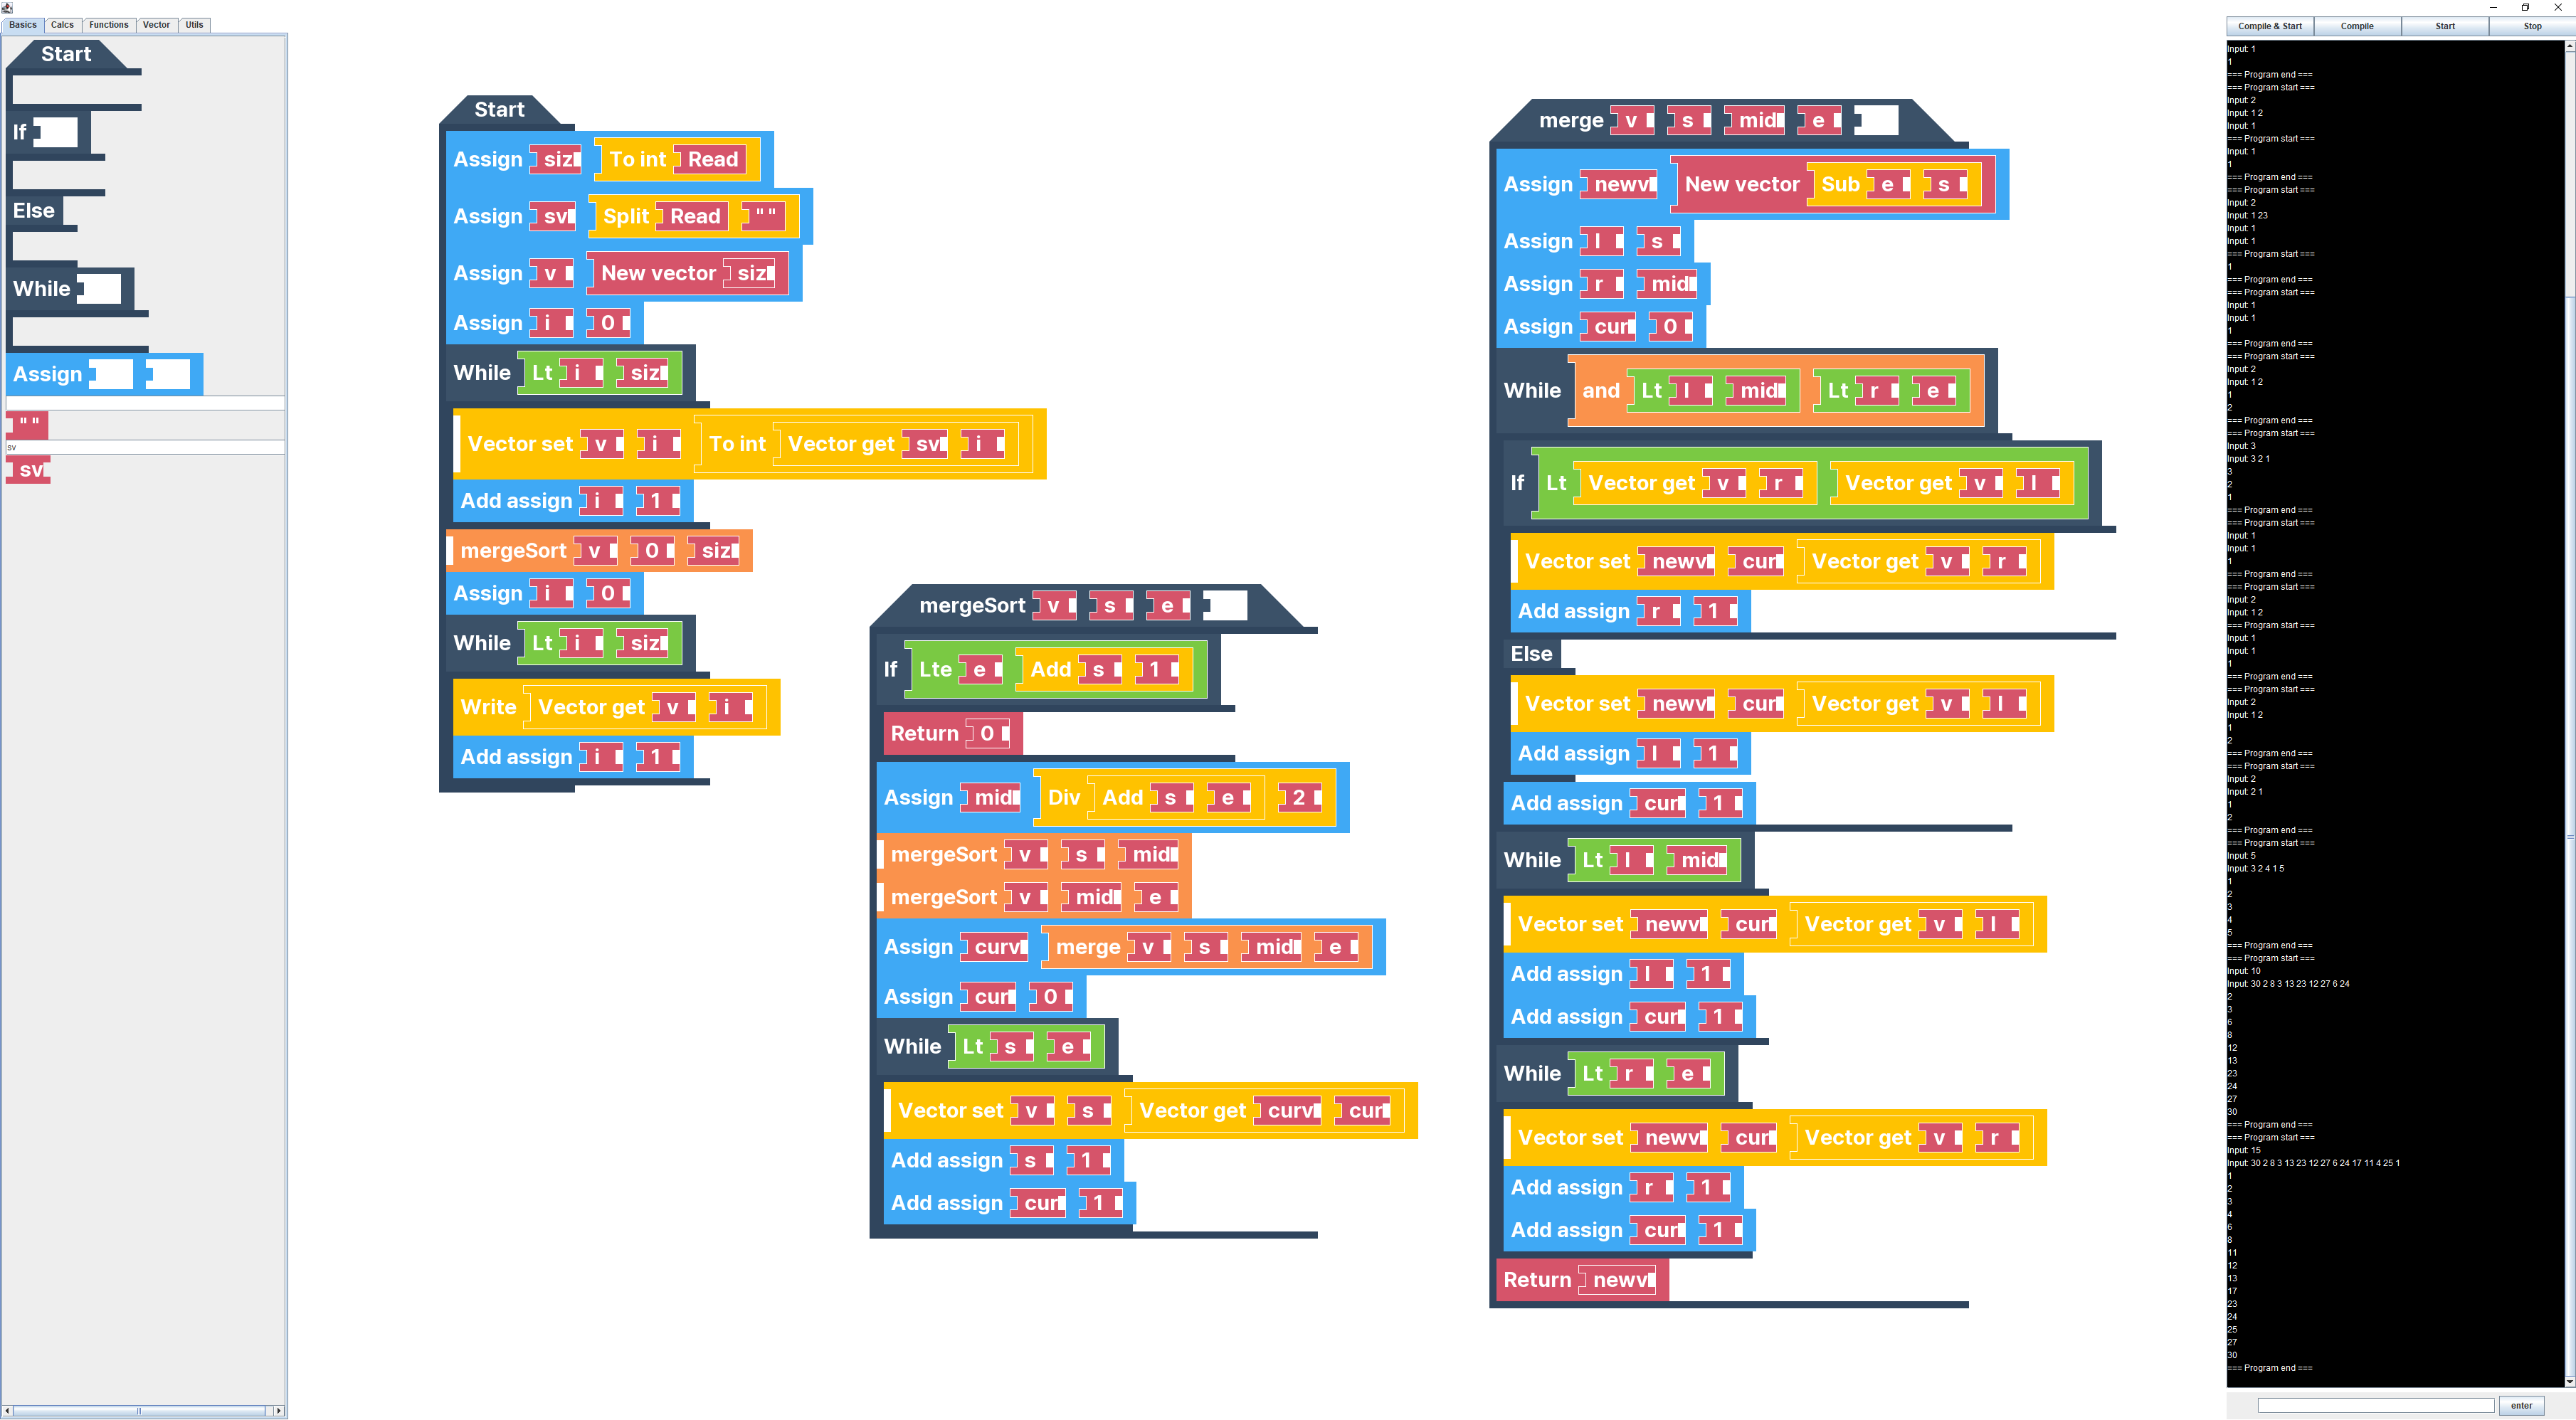 Basics Calcs Functions Vector Utils
Start
If
Else
While
Assign
" "
sv
sv
Start
Assign siz To int Read
Assign sv Split Read " "
Assign v New vector siz
Assign i 0
While Lt i siz
Vector set v i To int Vector get sv i
Add assign i 1
mergeSort v 0 siz
Assign i 0
While Lt i siz
Write Vector get v i
Add assign i 1
mergeSort v s e
If Lte e Add s 1
Return 0
Assign mid Div Add s e 2
mergeSort v s mid
mergeSort v mid e
Assign curv merge v s mid e
Assign cur 0
While Lt s e
Vector set v s Vector get curv cur
Add assign s 1
Add assign cur 1
merge v s mid e
Assign newv New vector Sub e s
Assign l s
Assign r mid
Assign cur 0
While and Lt l mid Lt r e
If Lt Vector get v r Vector get v l
Vector set newv cur Vector get v r
Add assign r 1
Else
Vector set newv cur Vector get v l
Add assign l 1
Add assign cur 1
While Lt l mid
Vector set newv cur Vector get v l
Add assign l 1
Add assign cur 1
While Lt r e
Vector set newv cur Vector get v r
Add assign r 1
Add assign cur 1
Return newv
Compile & Start Compile Start Stop
Input: 1
1
=== Program end ===
=== Program start ===
Input: 2
Input: 1 2
Input: 1
=== Program start ===
Input: 1
1
=== Program end ===
=== Program start ===
Input: 2
Input: 1 23
Input: 1
Input: 1
=== Program start ===
1
=== Program end ===
=== Program start ===
Input: 1
Input: 1
1
=== Program end ===
=== Program start ===
Input: 2
Input: 1 2
1
2
=== Program end ===
=== Program start ===
Input: 3
Input: 3 2 1
3
2
1
=== Program end ===
=== Program start ===
Input: 1
Input: 1
1
=== Program end ===
=== Program start ===
Input: 2
Input: 1 2
=== Program start ===
Input: 1
Input: 1
1
=== Program end ===
=== Program start ===
Input: 2
Input: 1 2
1
2
=== Program end ===
=== Program start ===
Input: 2
Input: 2 1
1
2
=== Program end ===
=== Program start ===
Input: 5
Input: 3 2 4 1 5
1
2
3
4
5
=== Program end ===
=== Program start ===
Input: 10
Input: 30 2 8 3 13 23 12 27 6 24
2
3
6
8
12
13
23
24
27
30
=== Program end ===
=== Program start ===
Input: 15
Input: 30 2 8 3 13 23 12 27 6 24 17 11 4 25 1
1
2
3
4
6
8
11
12
13
17
23
24
25
27
30
=== Program end ===
enter